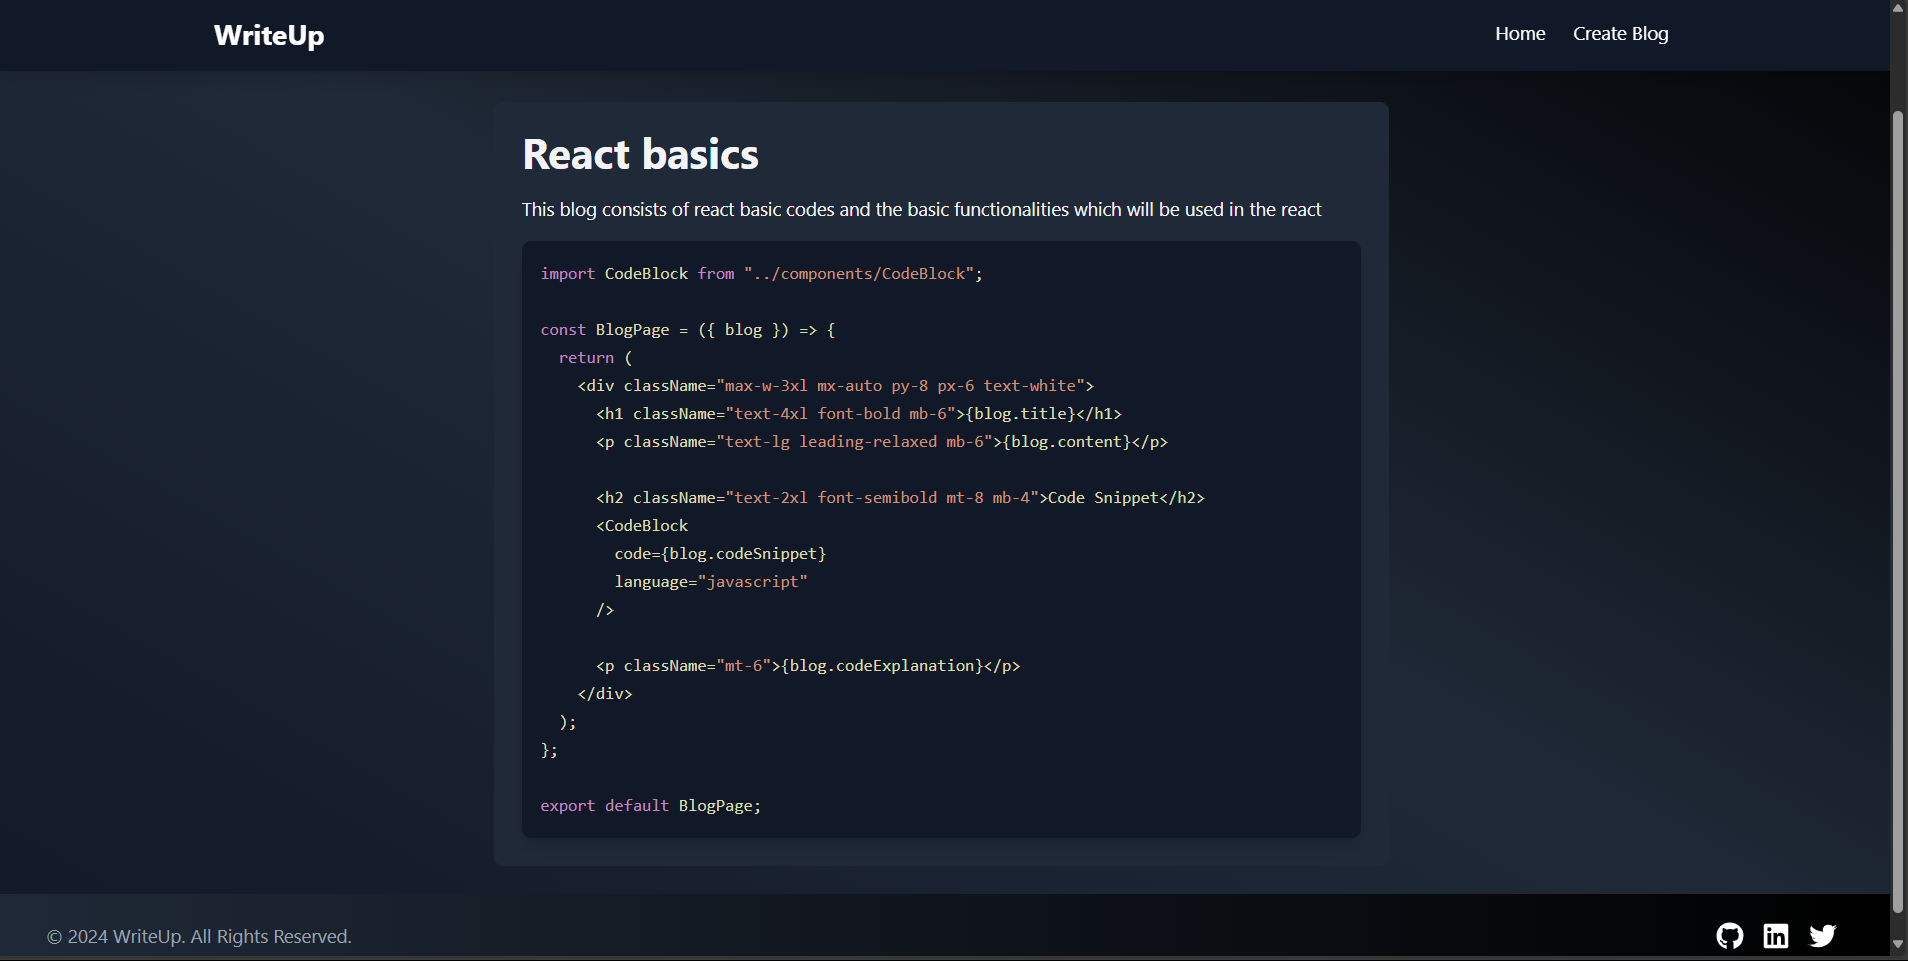 WriteUp
Home
Create Blog
React basics
This blog consists of react basic codes and the basic functionalities which will be used in the react
import CodeBlock from "../components/CodeBlock";
const BlogPage = ({ blog }) => {
  return (
    <div className="max-w-3xl mx-auto py-8 px-6 text-white">
      <h1 className="text-4xl font-bold mb-6">{blog.title}</h1>
      <p className="text-lg leading-relaxed mb-6">{blog.content}</p>
      <h2 className="text-2xl font-semibold mt-8 mb-4">Code Snippet</h2>
      <CodeBlock
        code={blog.codeSnippet}
        language="javascript"
      />
      <p className="mt-6">{blog.codeExplanation}</p>
    </div>
  );
};
export default BlogPage;
© 2024 WriteUp. All Rights Reserved.
in